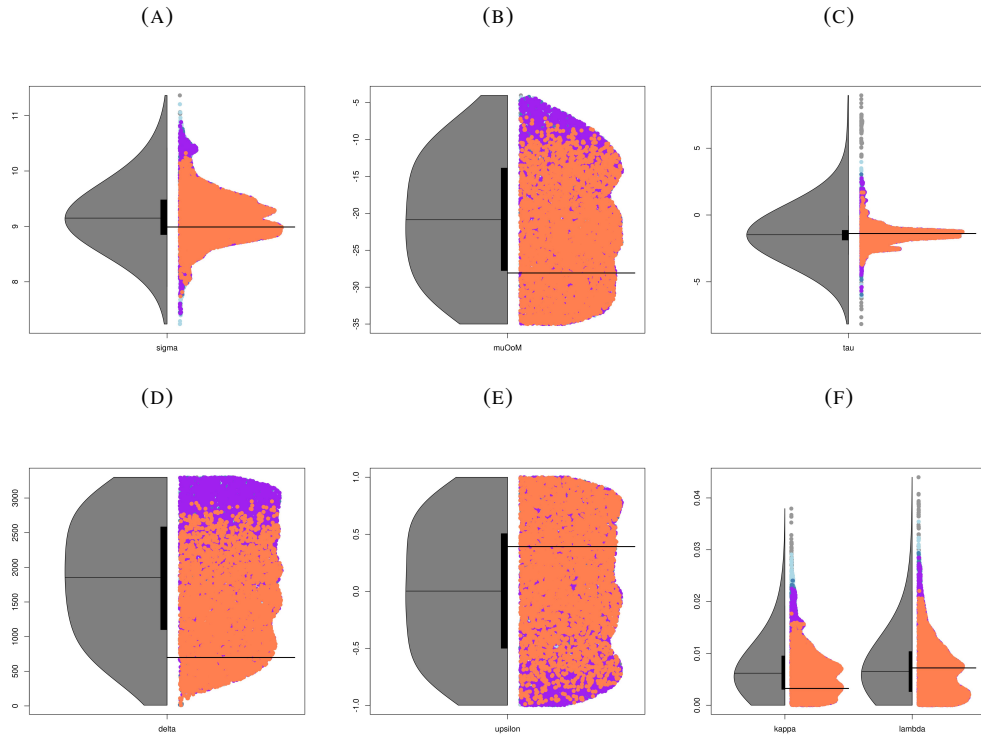 (A)
(B)
(C)
11
10
9
8
sigma
-5
-10
-15
-20
-25
-30
-35
muOoM
5
0
-5
tau
(D)
(E)
(F)
3000
2500
2000
1500
1000
500
0
delta
1.0
0.5
0.0
-0.5
-1.0
upsilon
0.04
0.03
0.02
0.01
0.00
kappa
lambda